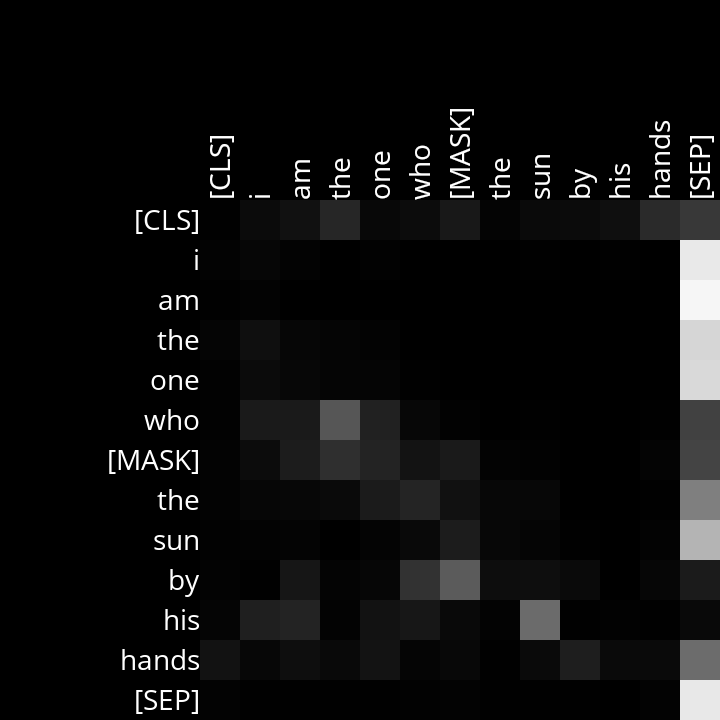 [CLS] i am the one who [MASK] the sun by his hands [SEP]
[CLS]
i
am
the
one
who
[MASK]
the
sun
by
his
hands
[SEP]